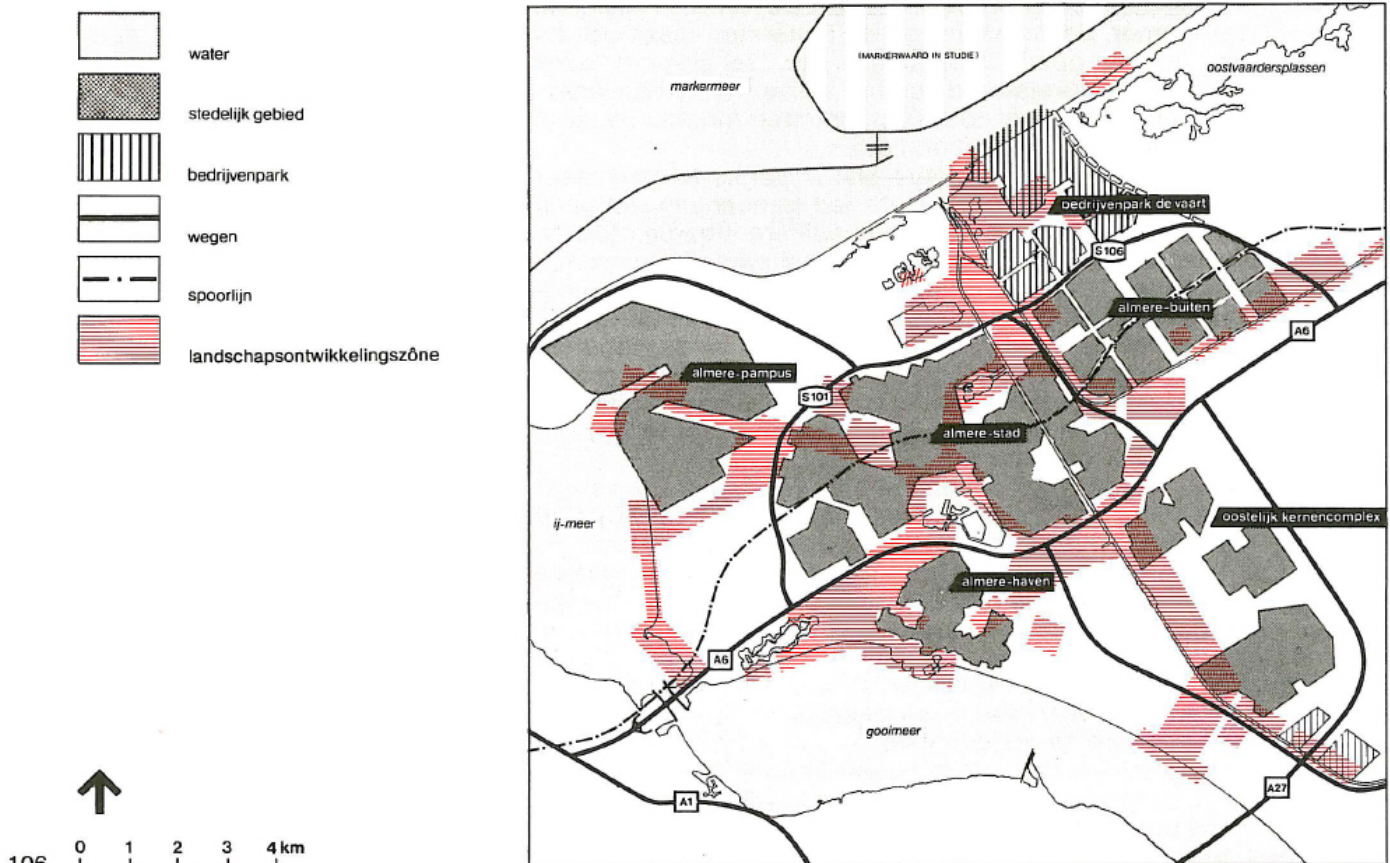 water
stedelijk gebied
bedrijvenpark
wegen
spoorlijn
landschapsontwikkelingszône
0 1 2 3 4 km
106
markermeer
(MARKERWAARD IN STUDIE)
oostvaardersplassen
bedrijvenpark de vaart
S106
almere-buiten
A6
almere-pampus
S101
almere-stad
ij-meer
oostelijk kernencomplex
almere-haven
A6
gooimeer
A1
A27